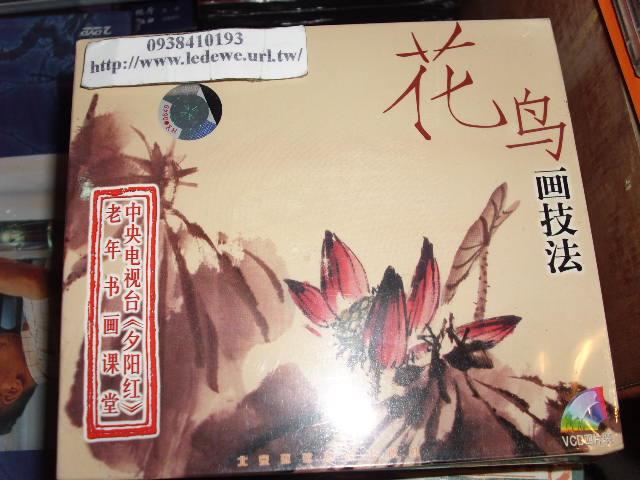 0938410193
http://www.ledewe.url.tw/
花鸟
画技法
中央电视台《夕阳红》
老年书画课堂